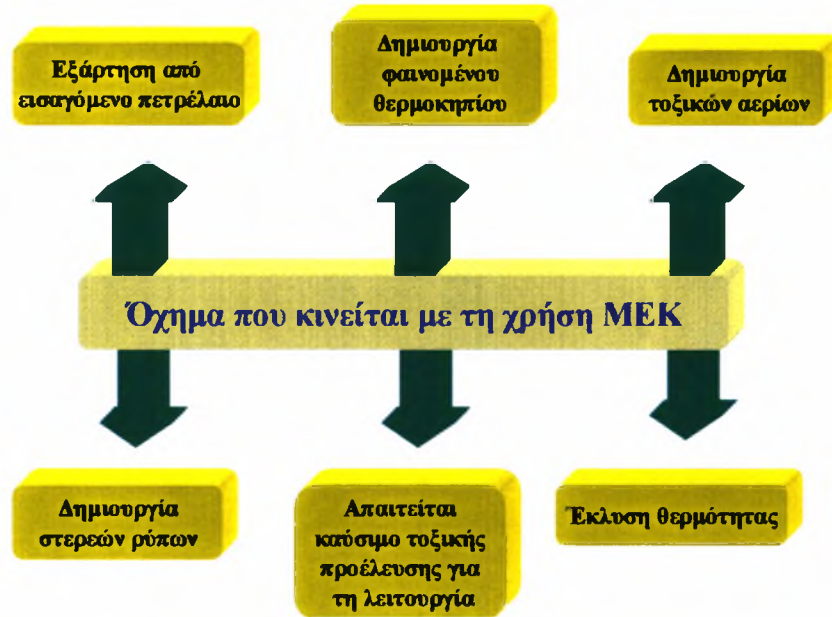 Εξάρτηση από
εισαγόμενο πετρέλαιο
Δημιουργία
φαινομένου
θερμοκηπίου
Δημιουργία
τοξικών αερίων
Όχημα που κινείται με τη χρήση ΜΕΚ
Δημιουργία
στερεών ρύπων
Απαιτείται
καύσιμο τοξικής
προέλευσης για
τη λειτουργία
Έκλυση θερμότητας